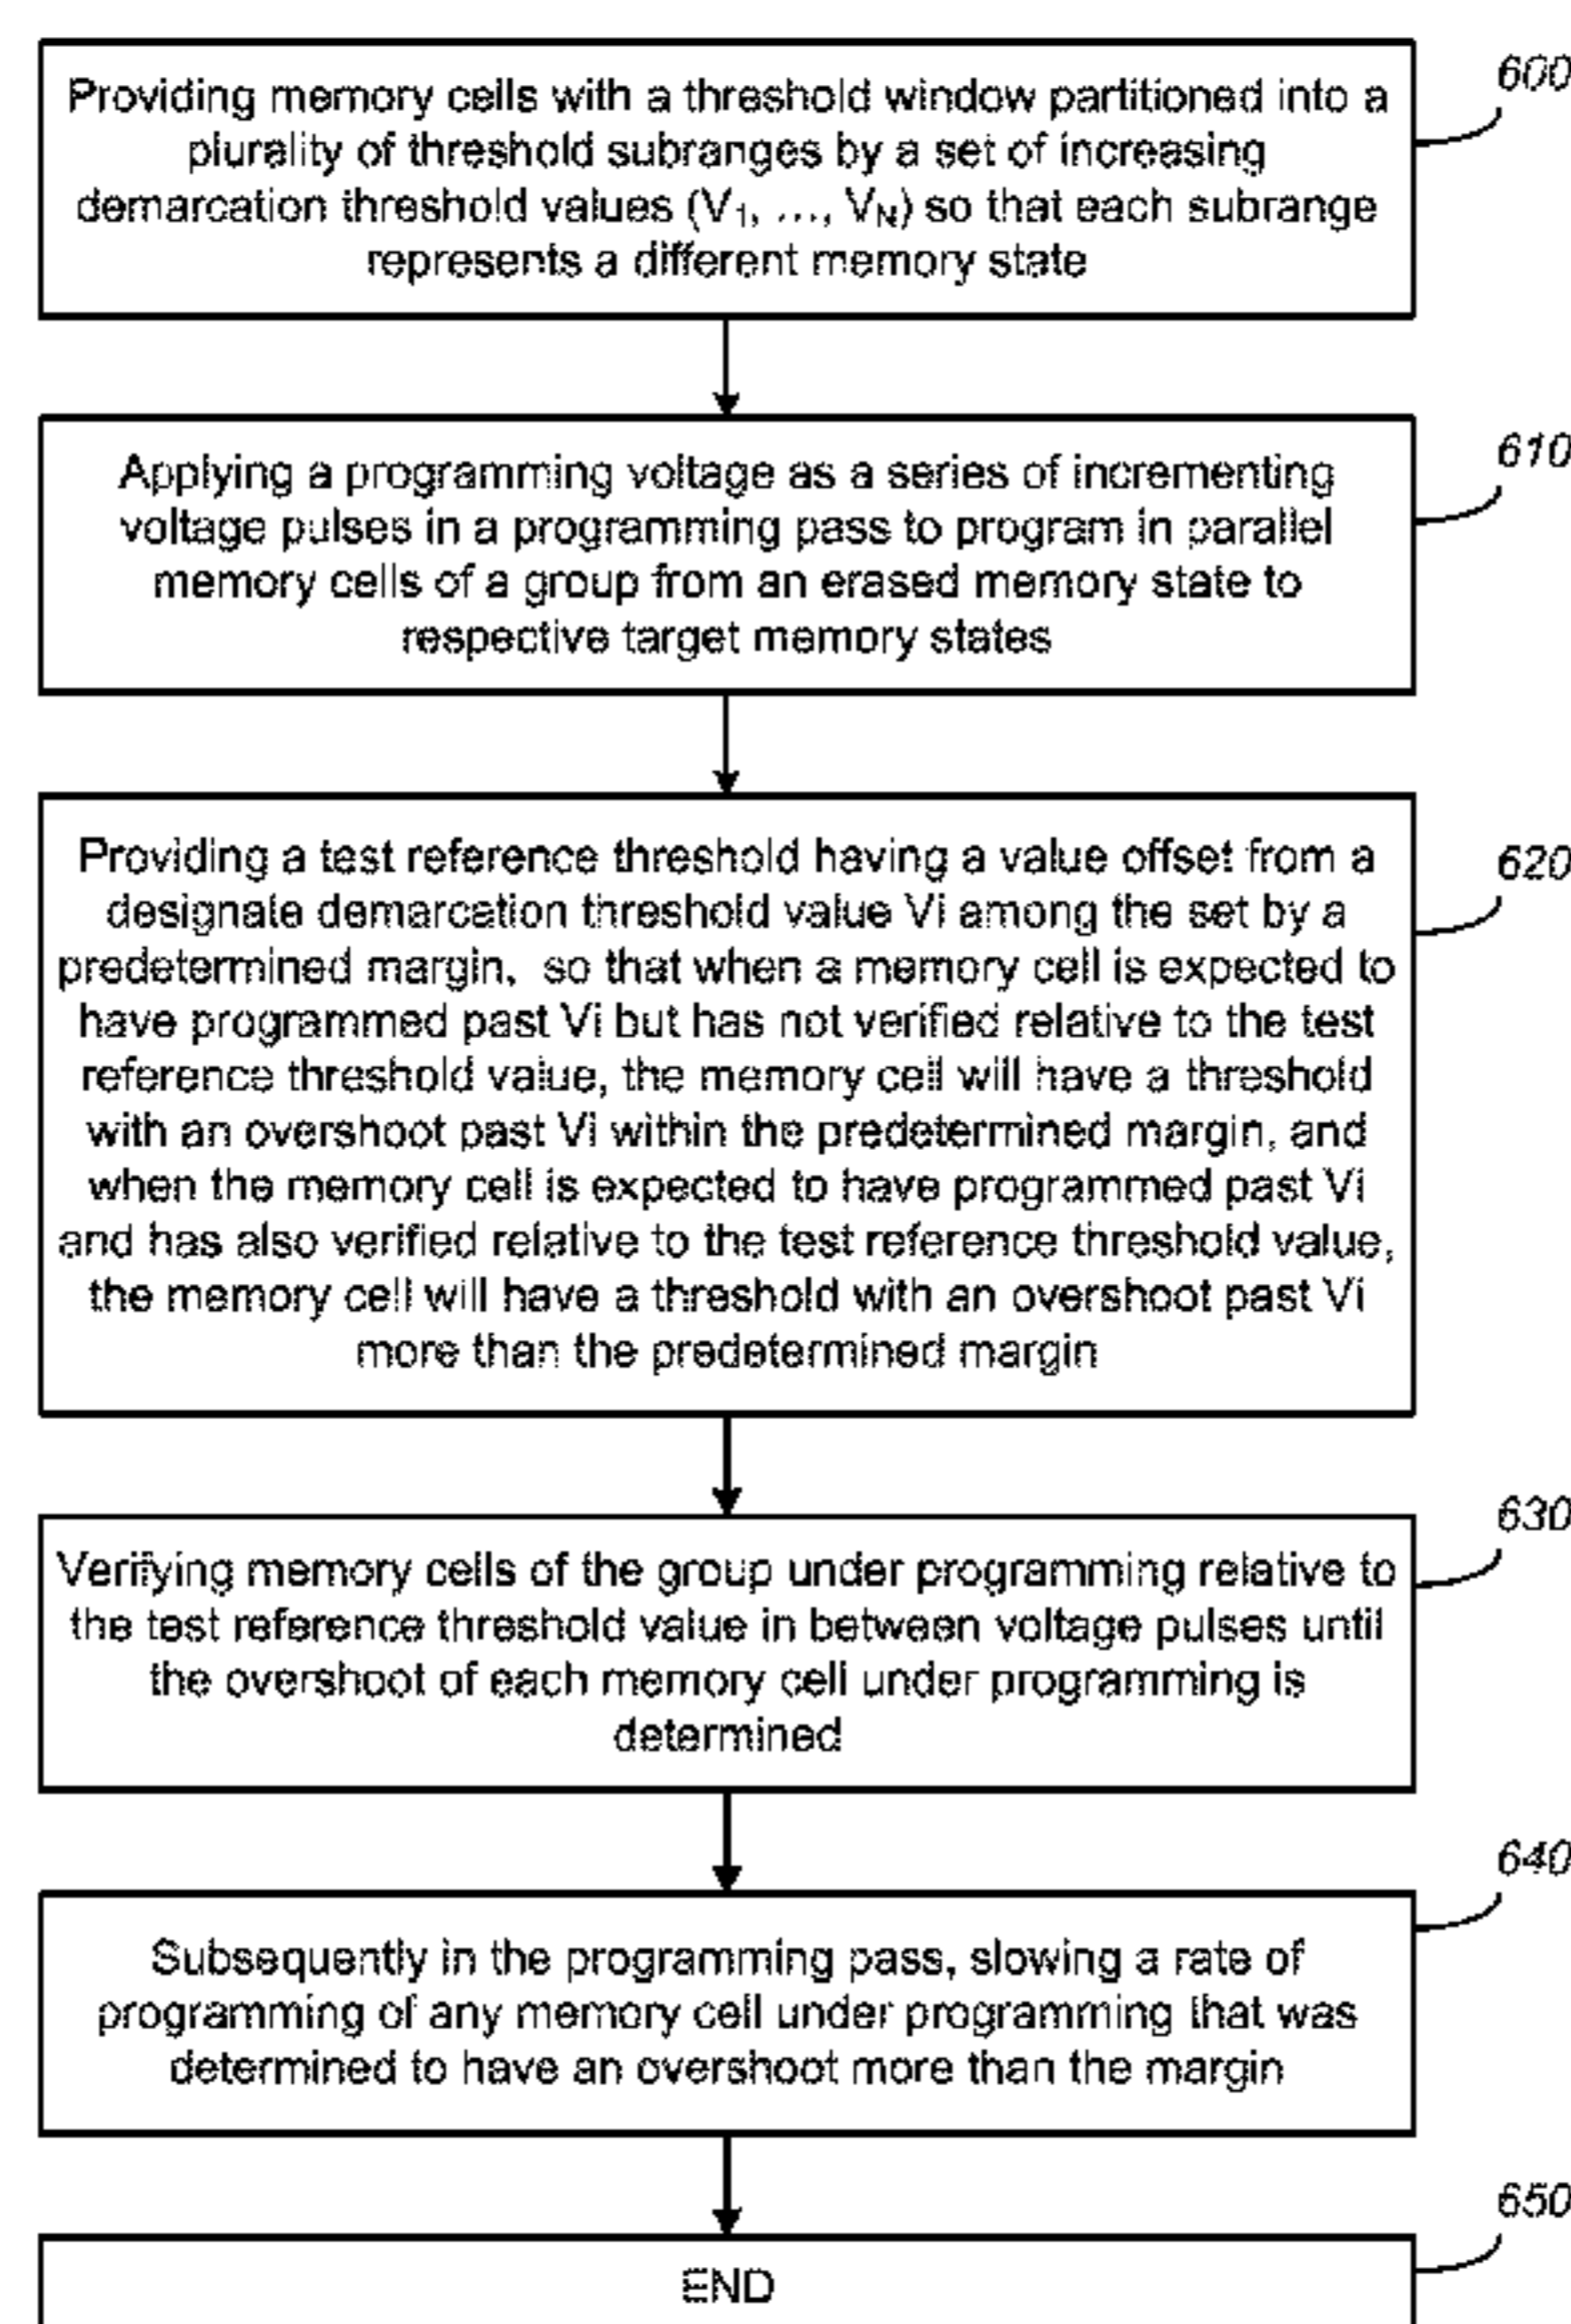 600
Providing memory cells with a threshold window partitioned into a
plurality of threshold subranges by a set of increasing
demarcation threshold values (V1, ..., VN) so that each subrange
represents a different memory state
610
Applying a programming voltage as a series of incrementing
voltage pulses in a programming pass to program in parallel
memory cells of a group from an erased memory state to
respective target memory states
620
Providing a test reference threshold having a value offset from a
designate demarcation threshold value Vi among the set by a
predetermined margin, so that when a memory cell is expected to
have programmed past Vi but has not verified relative to the test
reference threshold value, the memory cell will have a threshold
with an overshoot past Vi within the predetermined margin, and
when the memory cell is expected to have programmed past Vi
and has also verified relative to the test reference threshold value,
the memory cell will have a threshold with an overshoot past Vi
more than the predetermined margin
630
Verifying memory cells of the group under programming relative to
the test reference threshold value in between voltage pulses until
the overshoot of each memory cell under programming is
determined
640
Subsequently in the programming pass, slowing a rate of
programming of any memory cell under programming that was
determined to have an overshoot more than the margin
650
END